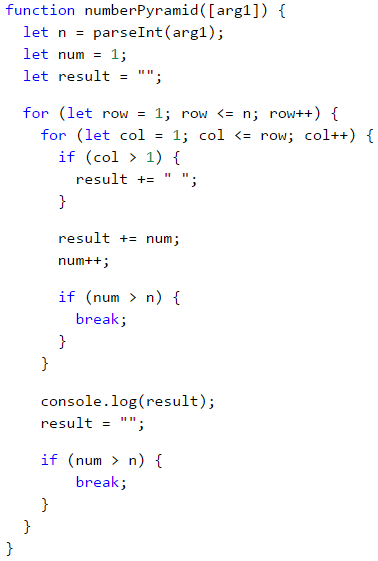 function numberPyramid([arg1]) {
  let n = parseInt(arg1);
  let num = 1;
  let result = "";

  for (let row = 1; row <= n; row++) {
    for (let col = 1; col <= row; col++) {
      if (col > 1) {
        result += " ";
      }

      result += num;
      num++;

      if (num > n) {
        break;
      }
    }

    console.log(result);
    result = "";

    if (num > n) {
        break;
    }
  }
}